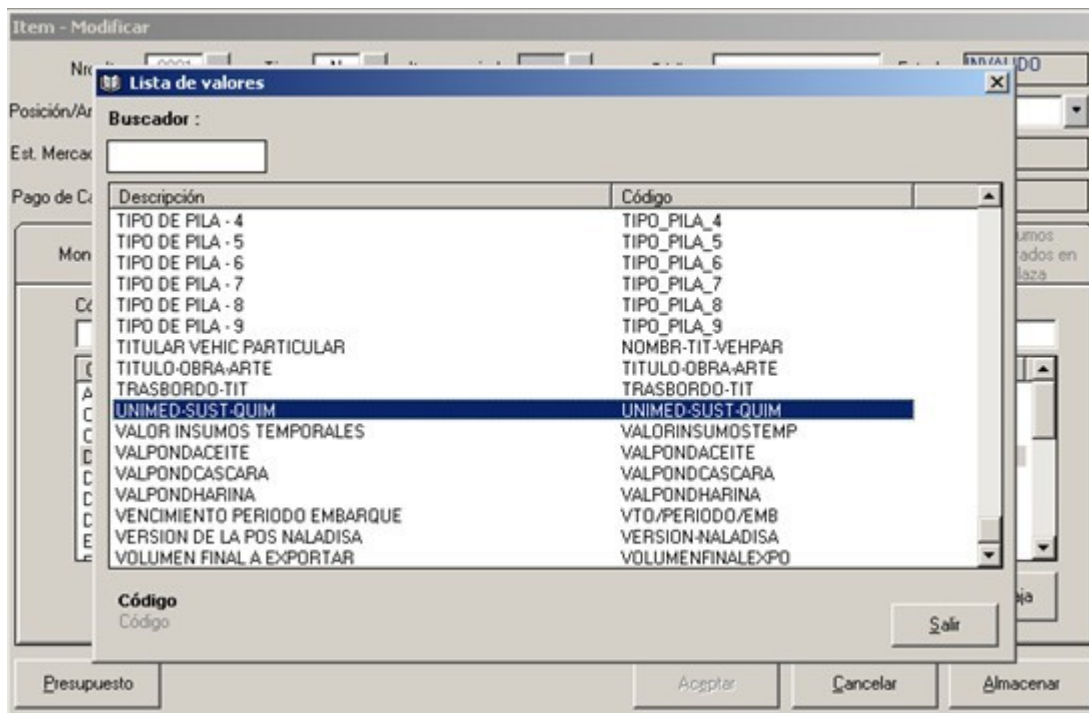 Item - Modificar
INVALIDO
Lista de valores
Posición/Ar
Buscador :
Est. Mercad
Pago de Ca
Descripción Código
TIPO DE PILA - 4 TIPO_PILA_4
TIPO DE PILA - 5 TIPO_PILA_5
TIPO DE PILA - 6 TIPO_PILA_6
TIPO DE PILA - 7 TIPO_PILA_7
TIPO DE PILA - 8 TIPO_PILA_8
TIPO DE PILA - 9 TIPO_PILA_9
TITULAR VEHIC PARTICULAR NOMBR-TIT-VEHPAR
TITULO-OBRA-ARTE TITULO-OBRA-ARTE
TRASBORDO-TIT TRASBORDO-TIT
UNIMED-SUST-QUIM UNIMED-SUST-QUIM
VALOR INSUMOS TEMPORALES VALORINSUMOSTEMP
VALPONDACEITE VALPONDACEITE
VALPONDCASCARA VALPONDCASCARA
VALPONDHARINA VALPONDHARINA
VENCIMIENTO PERIODO EMBARQUE VTO/PERIODO/EMB
VERSION DE LA POS NALADISA VERSION-NALADISA
VOLUMEN FINAL A EXPORTAR VOLUMENFINALEXPO
Mon
Código
Código
Salir
Presupuesto Aceptar Cancelar Almacenar